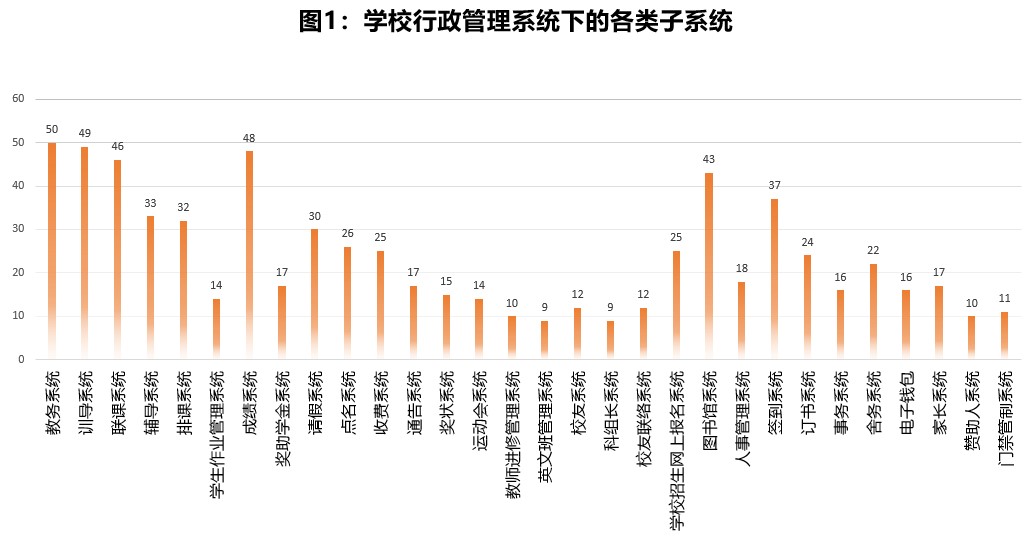 图1：学校行政管理系统下的各类子系统
60
50
40
30
20
10
0
50
49
46
33
32
14
48
17
30
26
25
17
15
14
10
9
12
9
12
25
43
18
37
24
16
22
16
17
10
11
教务系统
训导系统
联课系统
辅导系统
排课系统
学生作业管理系统
成绩系统
奖助学金系统
请假系统
点名系统
收费系统
通告系统
奖状系统
运动会系统
教师进修管理系统
英文班管理系统
校友系统
科组长系统
校友联络系统
学校招生网上报名系统
图书馆系统
人事管理系统
签到系统
订书系统
事务系统
舍务系统
电子钱包
家长系统
赞助人系统
门禁管制系统